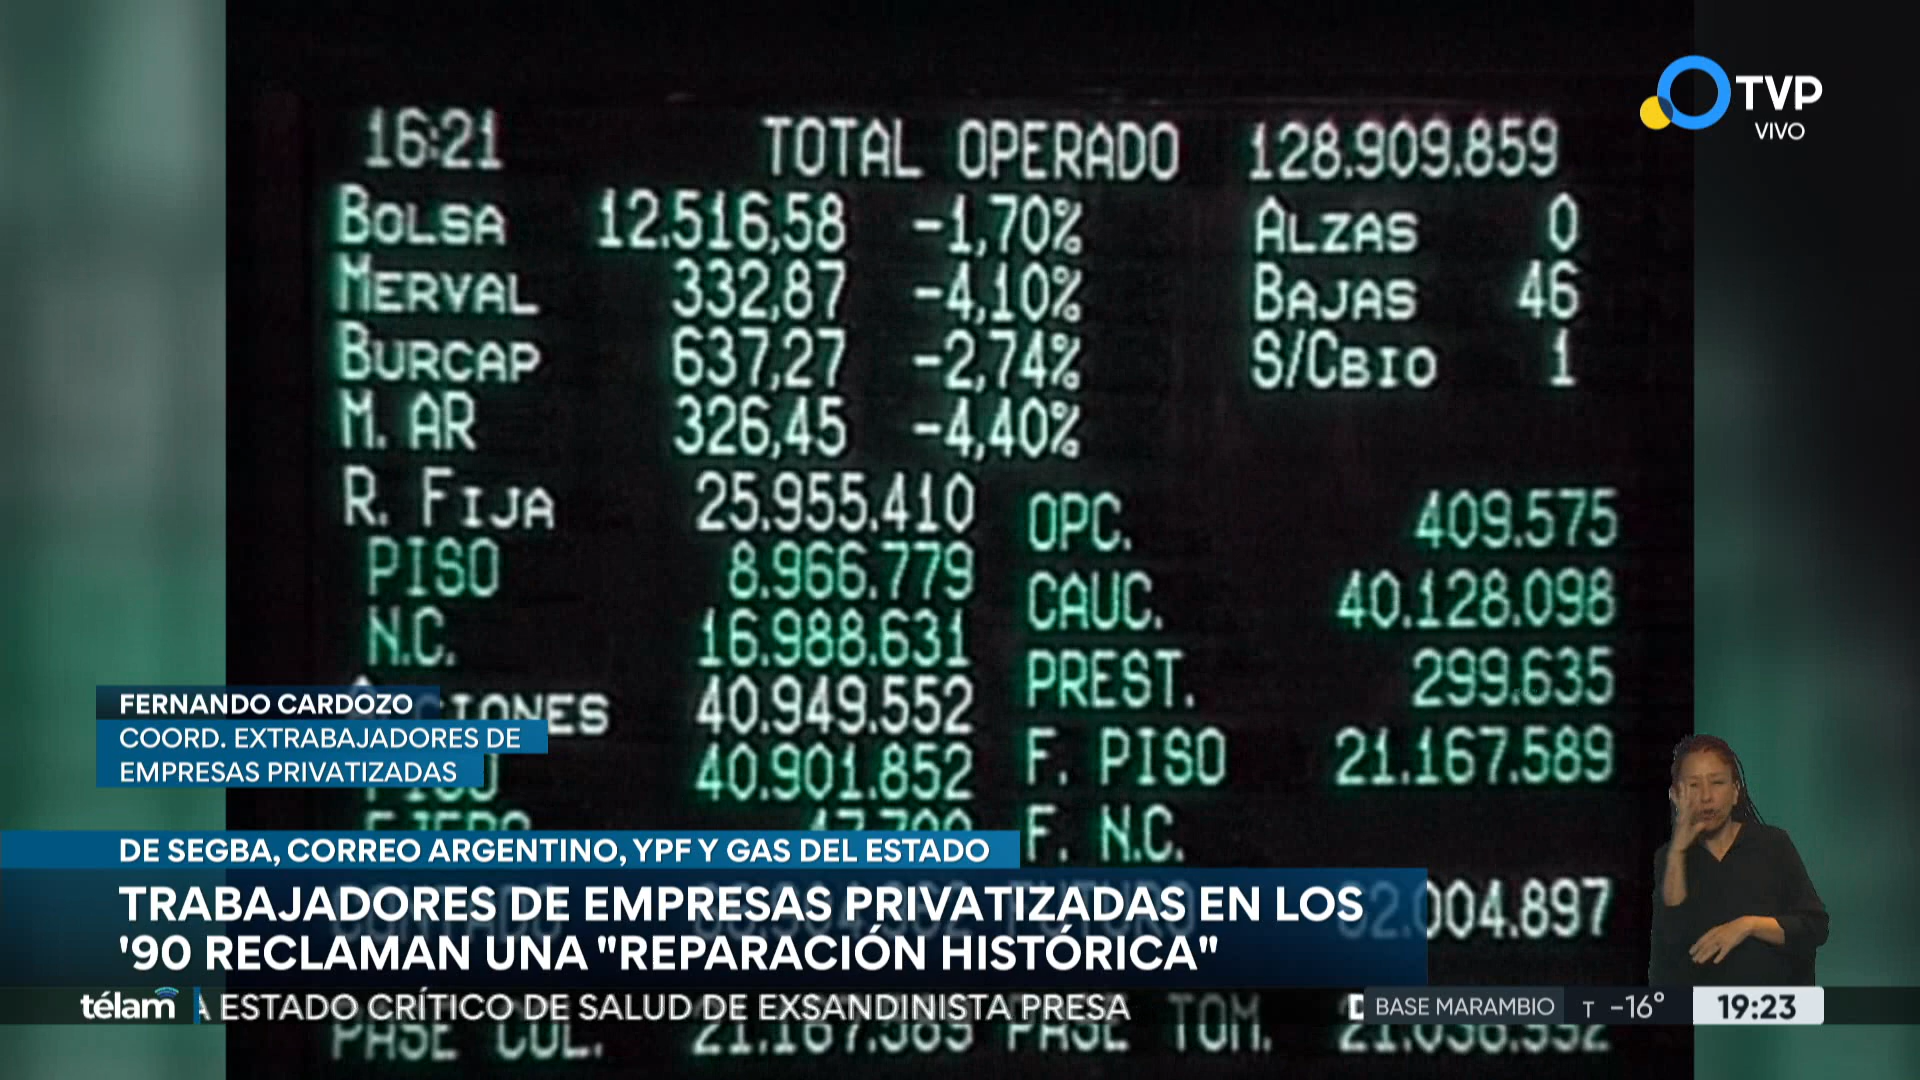 TVP
VIVO
16:21 TOTAL OPERADO 128.909.859
BOLSA 12.516,58 -1,70% ALZAS 0
MERVAL 332,87 -4,10% BAJAS 46
BURCAP 637,27 -2,74% S/CBIO 1
M. AR 326,45 -4,40%
R. FIJA 25.955.410 OPC. 409.575
PISO 8.966.779 CAUC. 40.128.098
N.C. 16.988.631 PREST. 299.635
40.949.552 F. PISO 21.167.589
40.901.852 F. N.C.
FERNANDO CARDOZO
COORD. EXTRABAJADORES DE
EMPRESAS PRIVATIZADAS
DE SEGBA, CORREO ARGENTINO, YPF Y GAS DEL ESTADO
TRABAJADORES DE EMPRESAS PRIVATIZADAS EN LOS
'90 RECLAMAN UNA "REPARACIÓN HISTÓRICA"
télam A ESTADO CRÍTICO DE SALUD DE EXSANDINISTA PRESA
BASE MARAMBIO T -16° 19:23
PASE COL. PASE TOM.